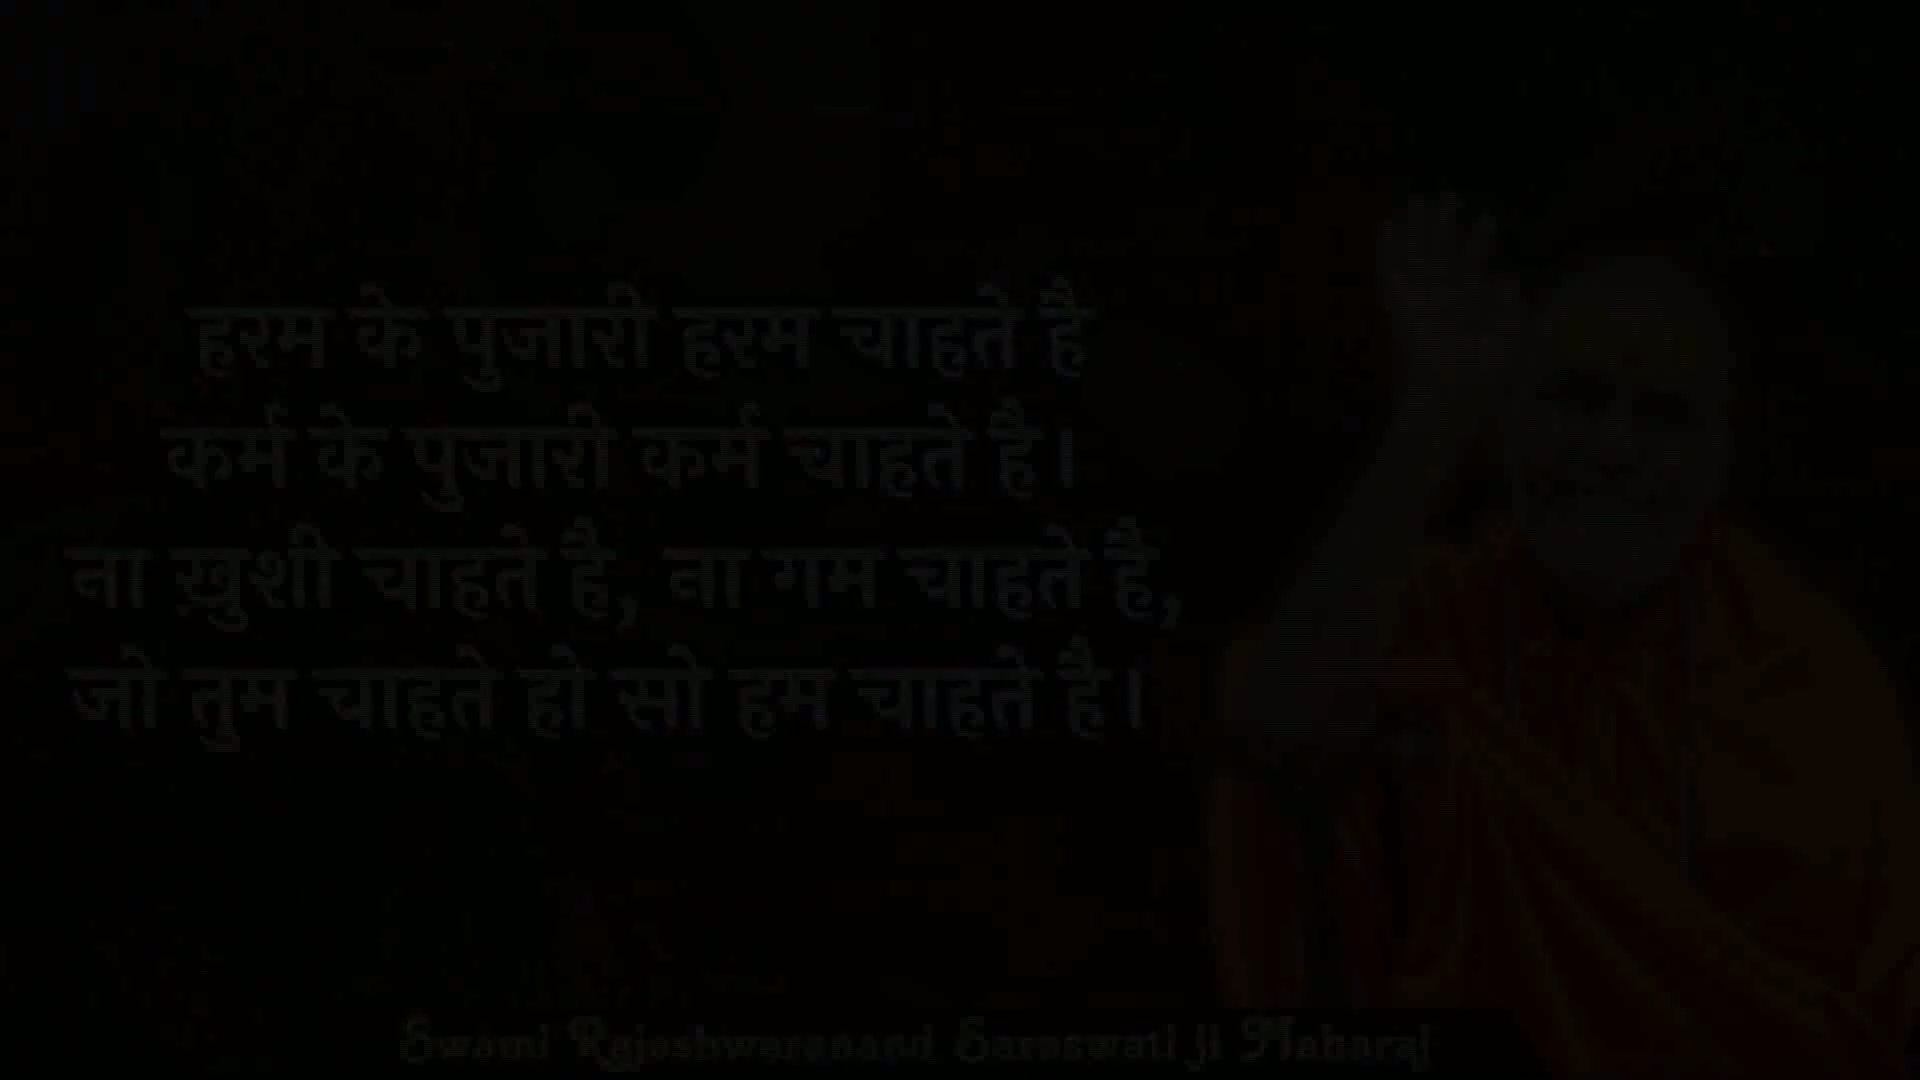 हरम के पुजारी हरम चाहते है
कर्म के पुजारी कर्म चाहते है।
ना ख़ुशी चाहते है, ना गम चाहते है,
जो तुम चाहते हो सो हम चाहते है।
Swami Rajeshwaranand Saraswati ji Maharaj